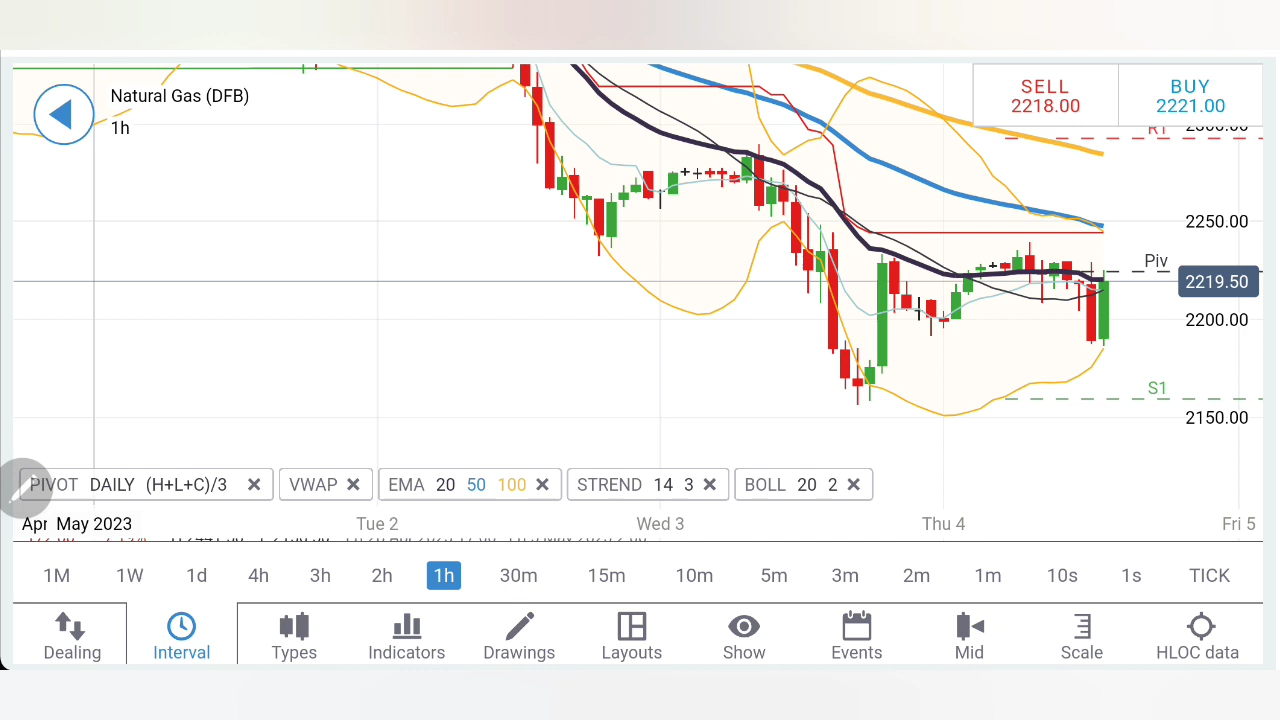 Natural Gas (DFB)
1h
SELL
2218.00
BUY
2221.00
R1
2300.00
2250.00
Piv
2219.50
2200.00
S1
2150.00
PIVOT DAILY (H+L+C)/3 ✕
VWAP ✕
EMA 20 50 100 ✕
STREND 14 3 ✕
BOLL 20 2 ✕
Apr May 2023 Tue 2 Wed 3 Thu 4 Fri 5
1M 1W 1d 4h 3h 2h 1h 30m 15m 10m 5m 3m 2m 1m 10s 1s TICK
Dealing Interval Types Indicators Drawings Layouts Show Events Mid Scale HLOC data